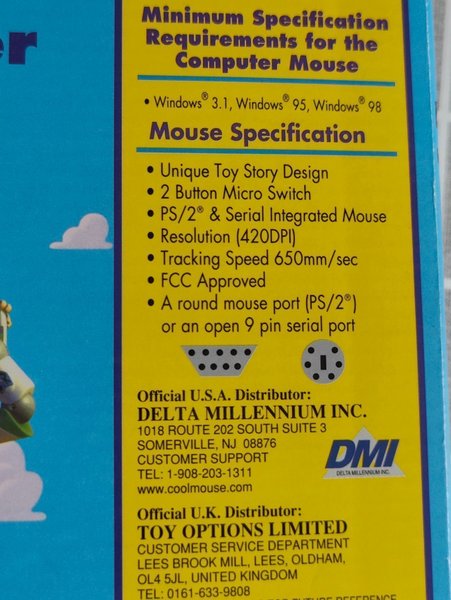 er
Minimum Specification
Requirements for the
Computer Mouse
• Windows® 3.1, Windows® 95, Windows® 98
Mouse Specification
• Unique Toy Story Design
• 2 Button Micro Switch
• PS/2® & Serial Integrated Mouse
• Resolution (420DPI)
• Tracking Speed 650mm/sec
• FCC Approved
• A round mouse port (PS/2®)
or an open 9 pin serial port
Official U.S.A. Distributor:
DELTA MILLENNIUM INC.
1018 ROUTE 202 SOUTH SUITE 3
SOMERVILLE, NJ 08876
CUSTOMER SUPPORT
TEL: 1-908-203-1311
www.coolmouse.com
DMI
DELTA MILLENNIUM INC.
Official U.K. Distributor:
TOY OPTIONS LIMITED
CUSTOMER SERVICE DEPARTMENT
LEES BROOK MILL, LEES, OLDHAM,
OL4 5JL, UNITED KINGDOM
TEL: 0161-633-9808
FOR FUTURE REFERENCE